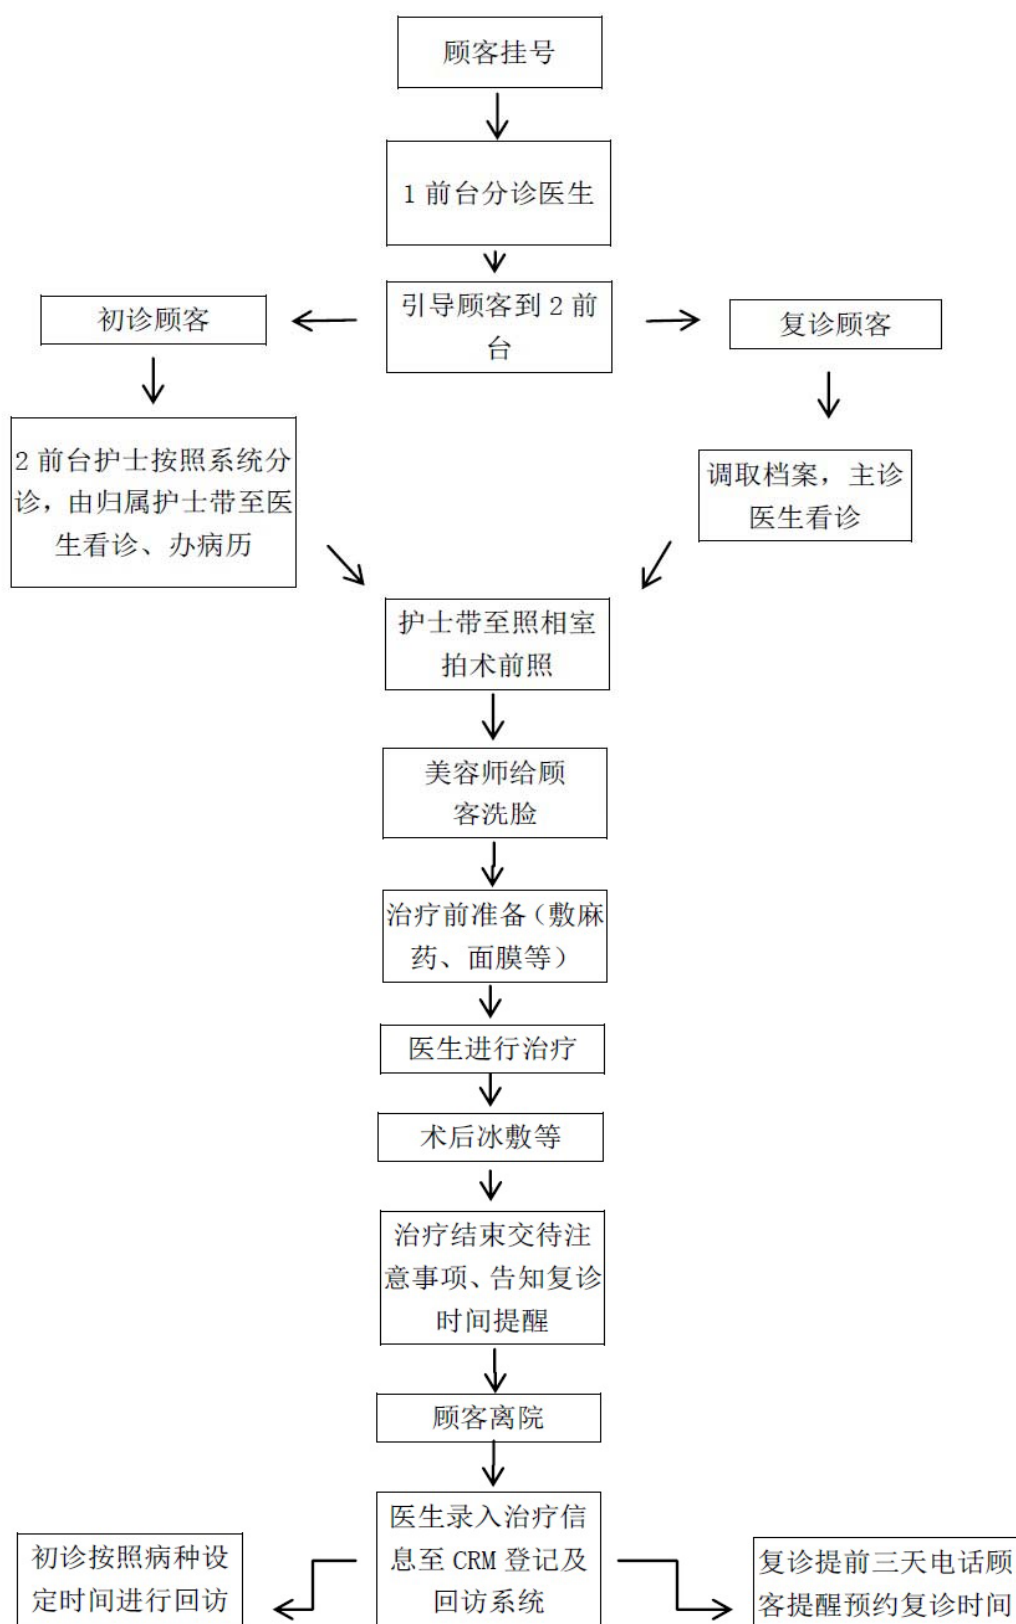 顾客挂号
1 前台分诊医生
引导顾客到 2 前
台
初诊顾客
复诊顾客
2 前台护士按照系统分
诊，由归属护士带至医
生看诊、办病历
调取档案，主诊
医生看诊
护士带至照相室
拍术前照
美容师给顾
客洗脸
治疗前准备（敷麻
药、面膜等）
医生进行治疗
术后冰敷等
治疗结束交待注
意事项、告知复诊
时间提醒
顾客离院
医生录入治疗信
息至 CRM 登记及
回访系统
初诊按照病种设
定时间进行回访
复诊提前三天电话顾
客提醒预约复诊时间